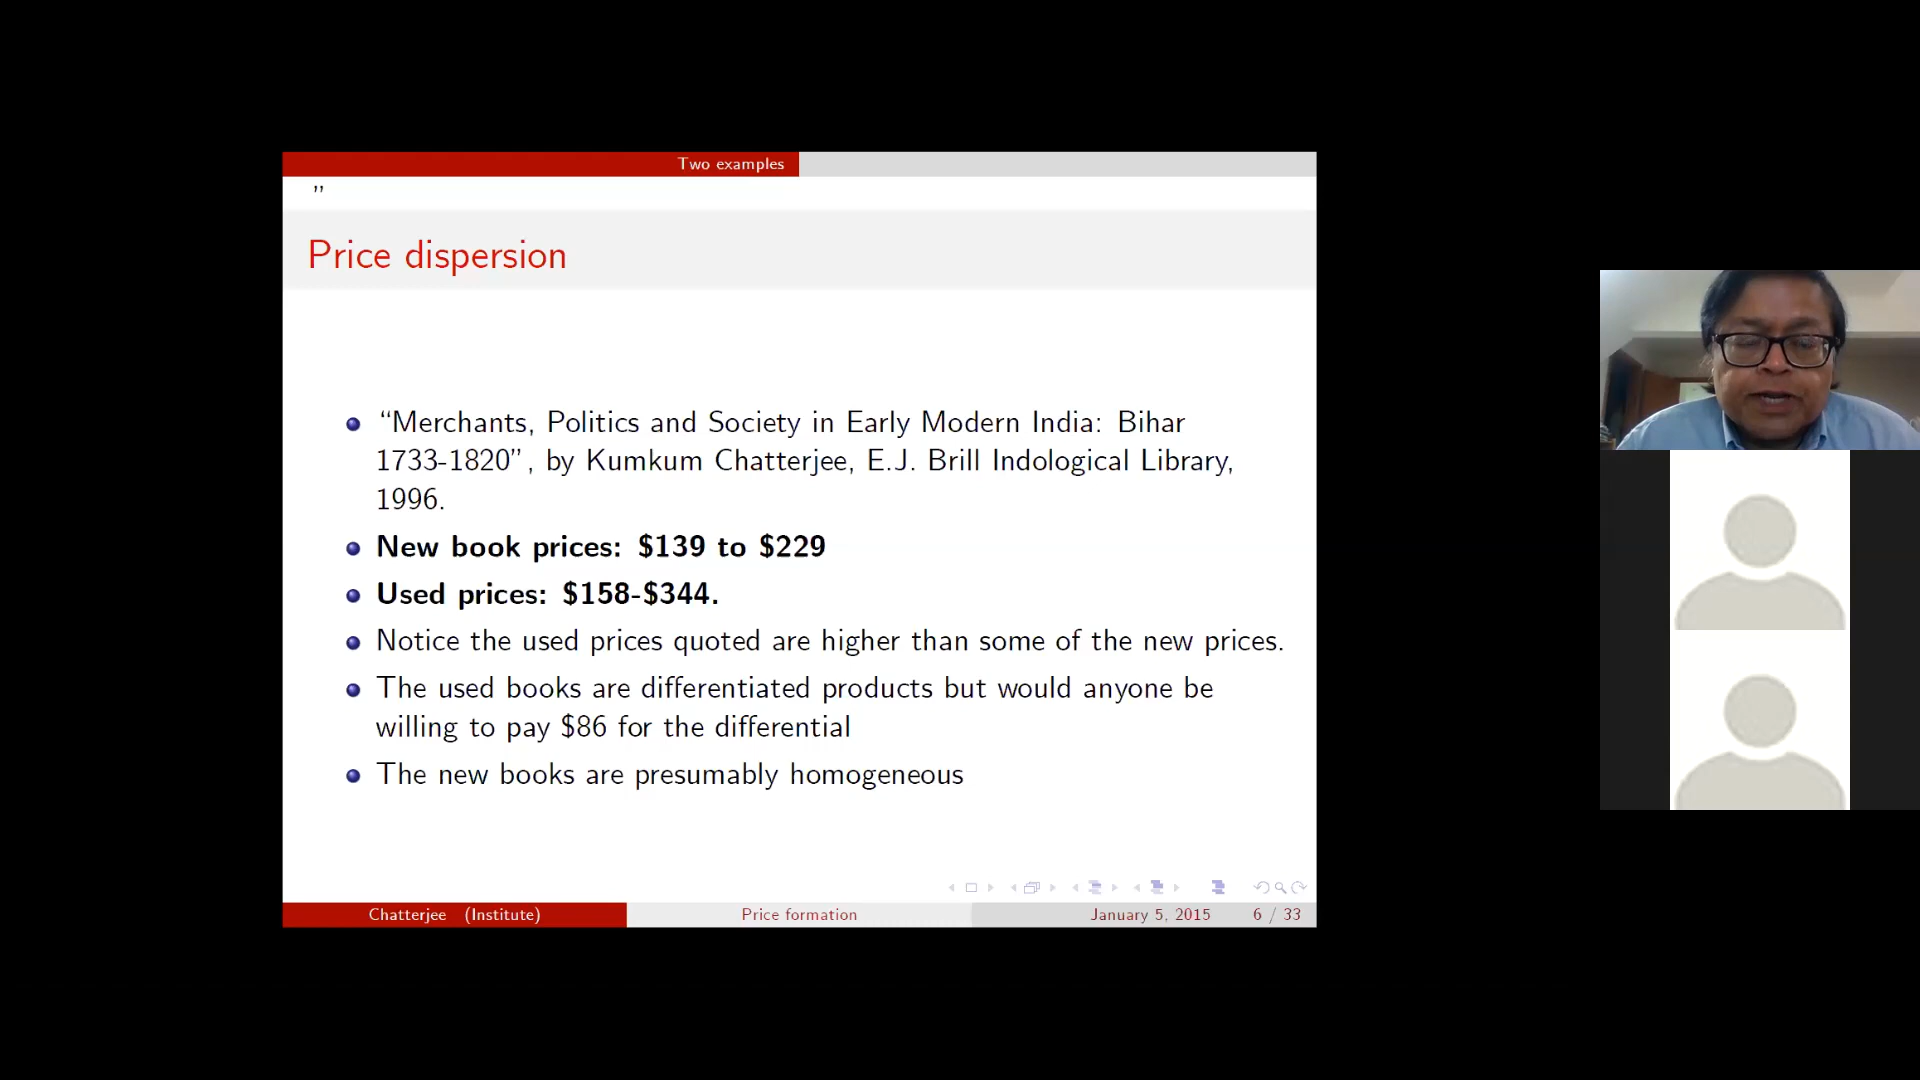 Two examples
”
Price dispersion
“Merchants, Politics and Society in Early Modern India: Bihar
1733-1820”, by Kumkum Chatterjee, E.J. Brill Indological Library,
1996.
New book prices: $139 to $229
Used prices: $158-$344.
Notice the used prices quoted are higher than some of the new prices.
The used books are differentiated products but would anyone be
willing to pay $86 for the differential
The new books are presumably homogeneous
Chatterjee (Institute) Price formation January 5, 2015 6 / 33